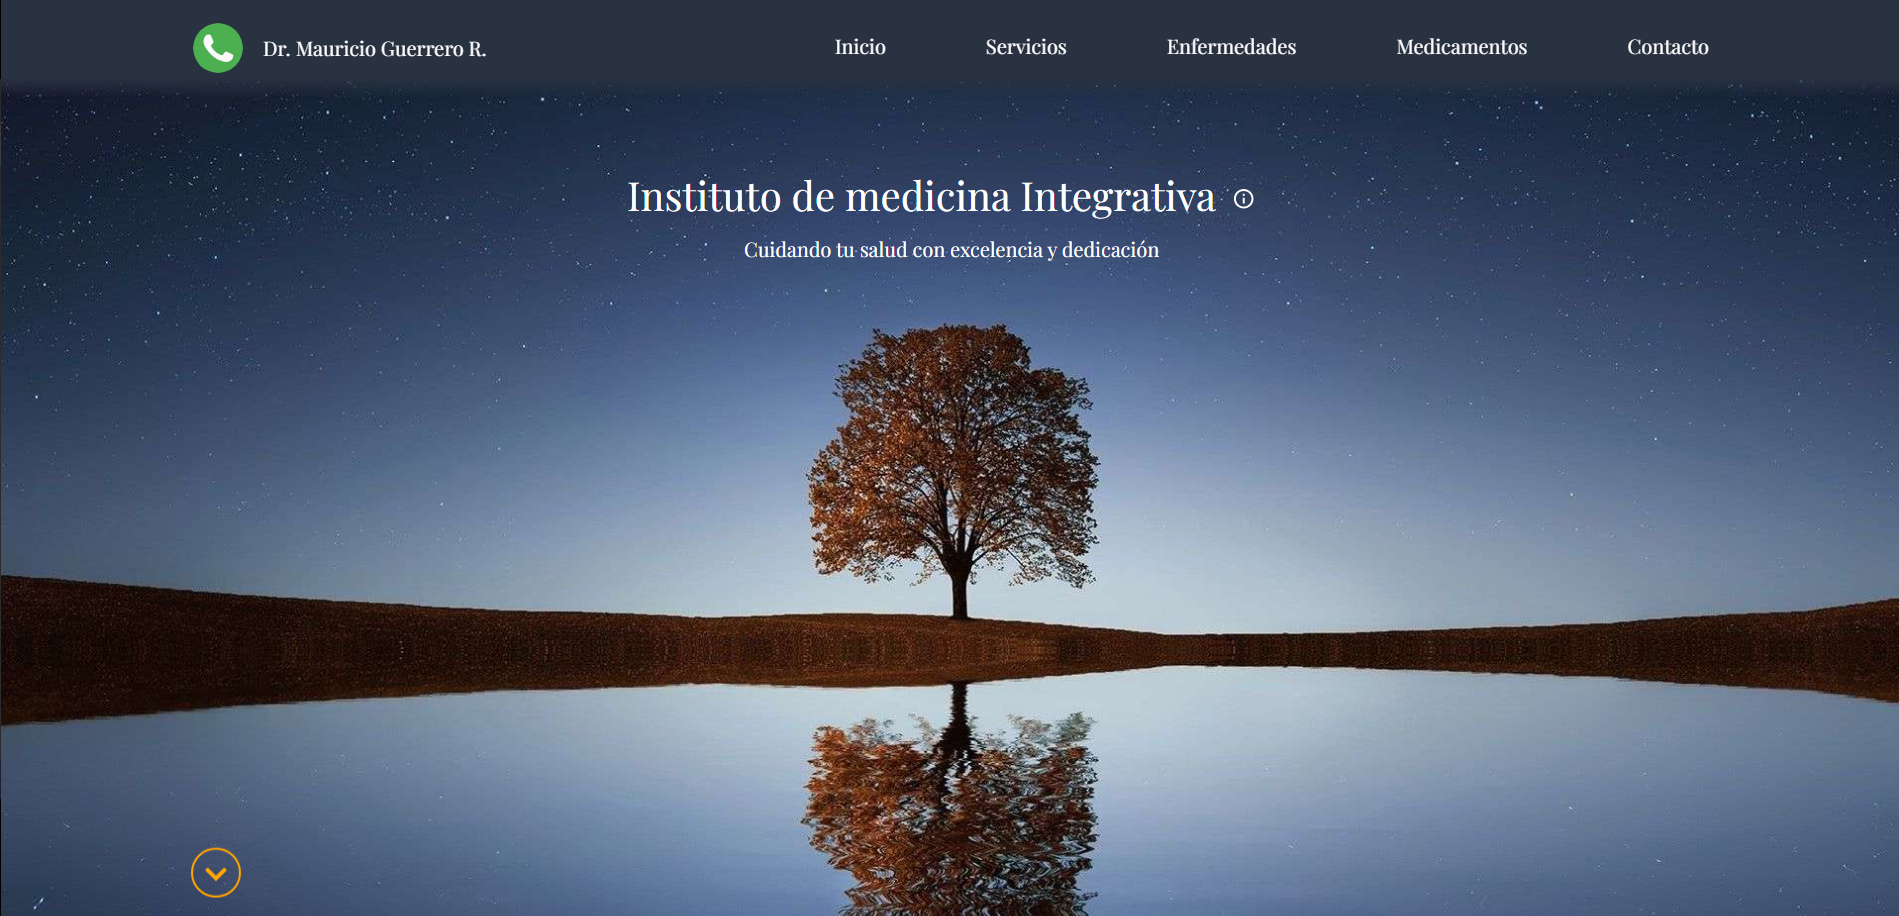 Dr. Mauricio Guerrero R.
Inicio
Servicios
Enfermedades
Medicamentos
Contacto
Instituto de medicina Integrativa
Cuidando tu salud con excelencia y dedicación